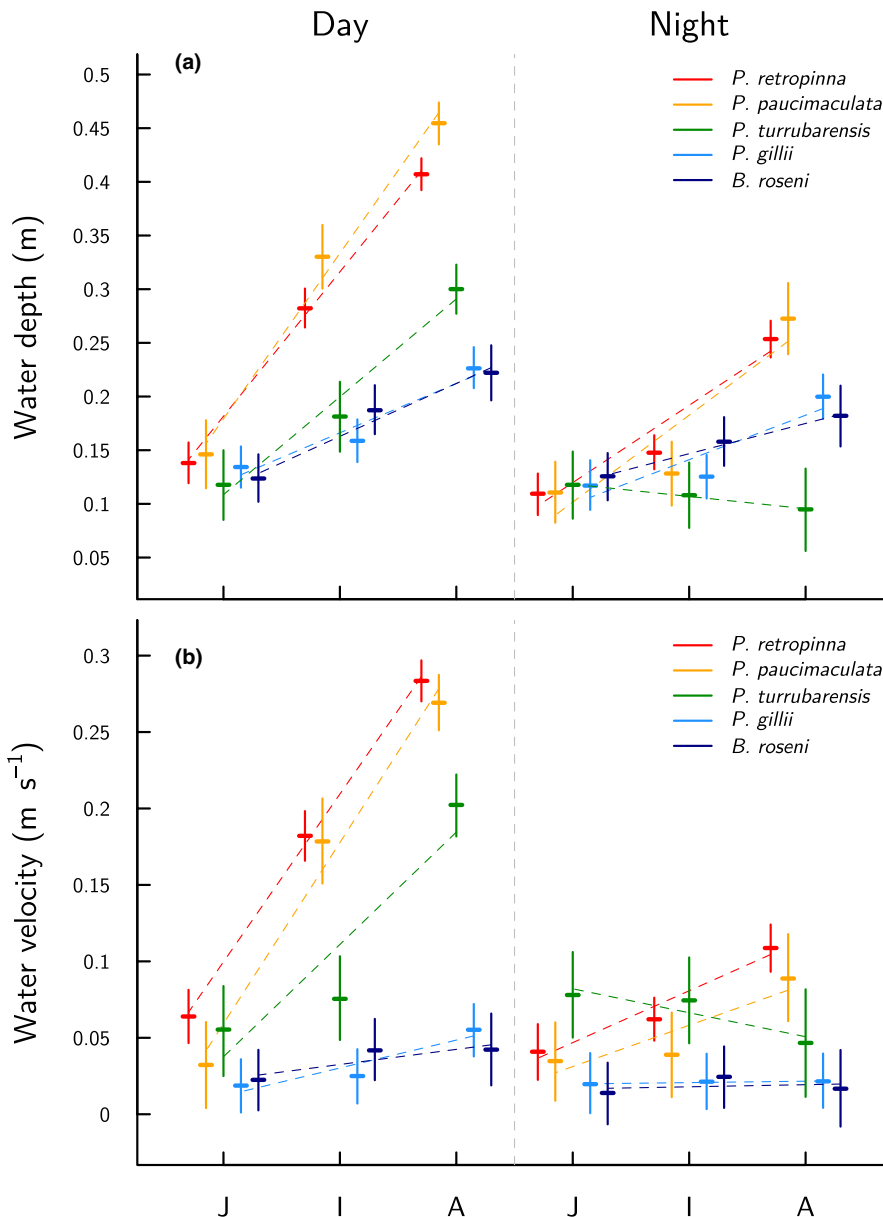 Day Night
(a)
Water depth (m)
0.5
0.45
0.4
0.35
0.3
0.25
0.2
0.15
0.1
0.05
P. retropinna
P. paucimaculata
P. turrubarensis
P. gillii
B. roseni
(b)
Water velocity (m s⁻¹)
0.3
0.25
0.2
0.15
0.1
0.05
0
P. retropinna
P. paucimaculata
P. turrubarensis
P. gillii
B. roseni
J I A J I A